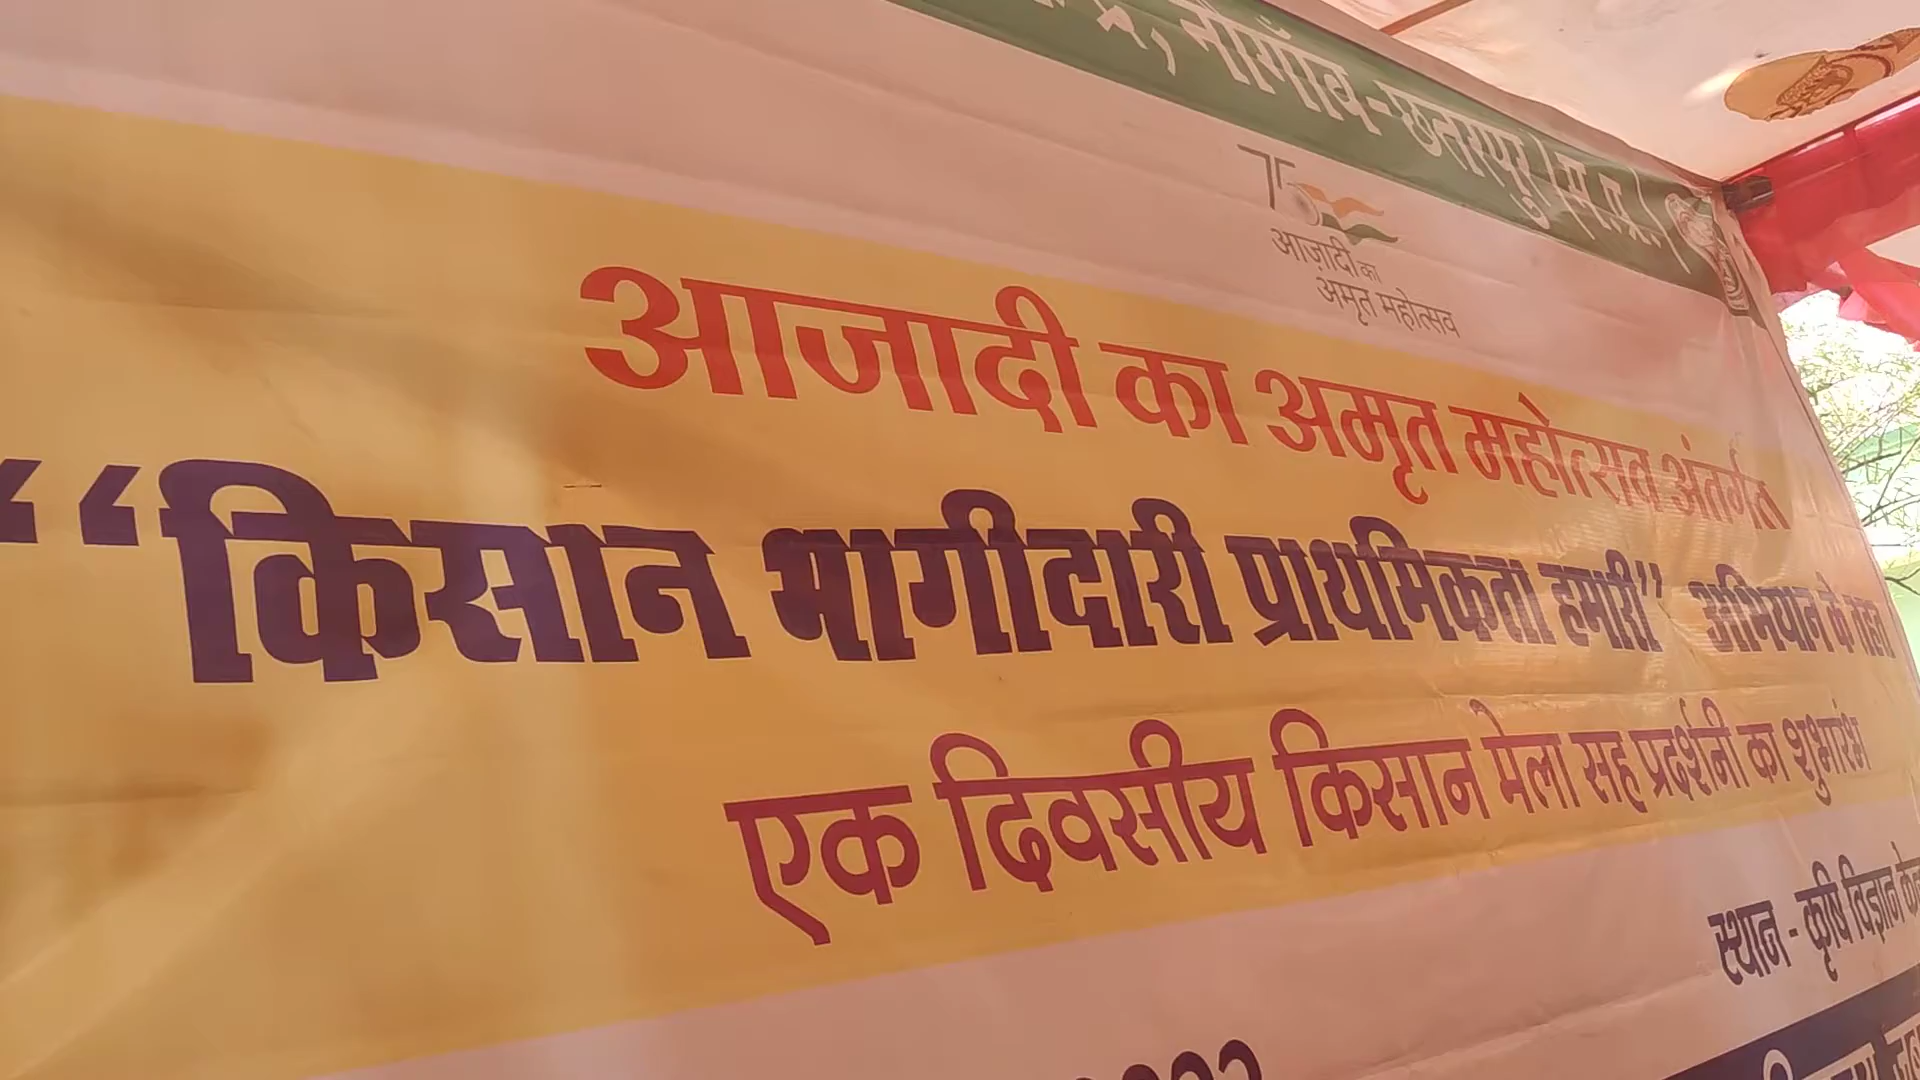 नौगाँव-छतरपुर (म.प्र.)
75
आज़ादी का
अमृत महोत्सव
आजादी का अमृत महोत्सव अंतर्गत
“किसान भागीदारी प्राथमिकता हमारी” अभियान के तहत
एक दिवसीय किसान मेला सह प्रदर्शनी का शुभारंभ
स्थान - कृषि विज्ञान